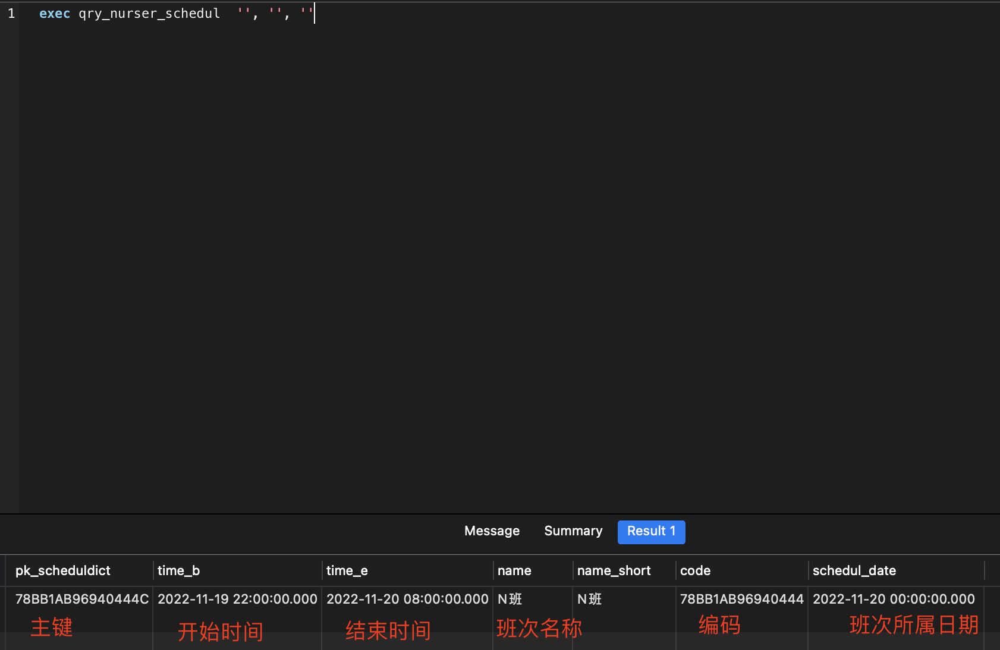 1 exec qry_nurser_schedul  '', '', ''
Message Summary Result 1
pk_scheduldict time_b time_e name name_short code schedul_date
78BB1AB96940444C 2022-11-19 22:00:00.000 2022-11-20 08:00:00.000 N班 N班 78BB1AB96940444 2022-11-20 00:00:00.000
主键 开始时间 结束时间 班次名称 编码 班次所属日期